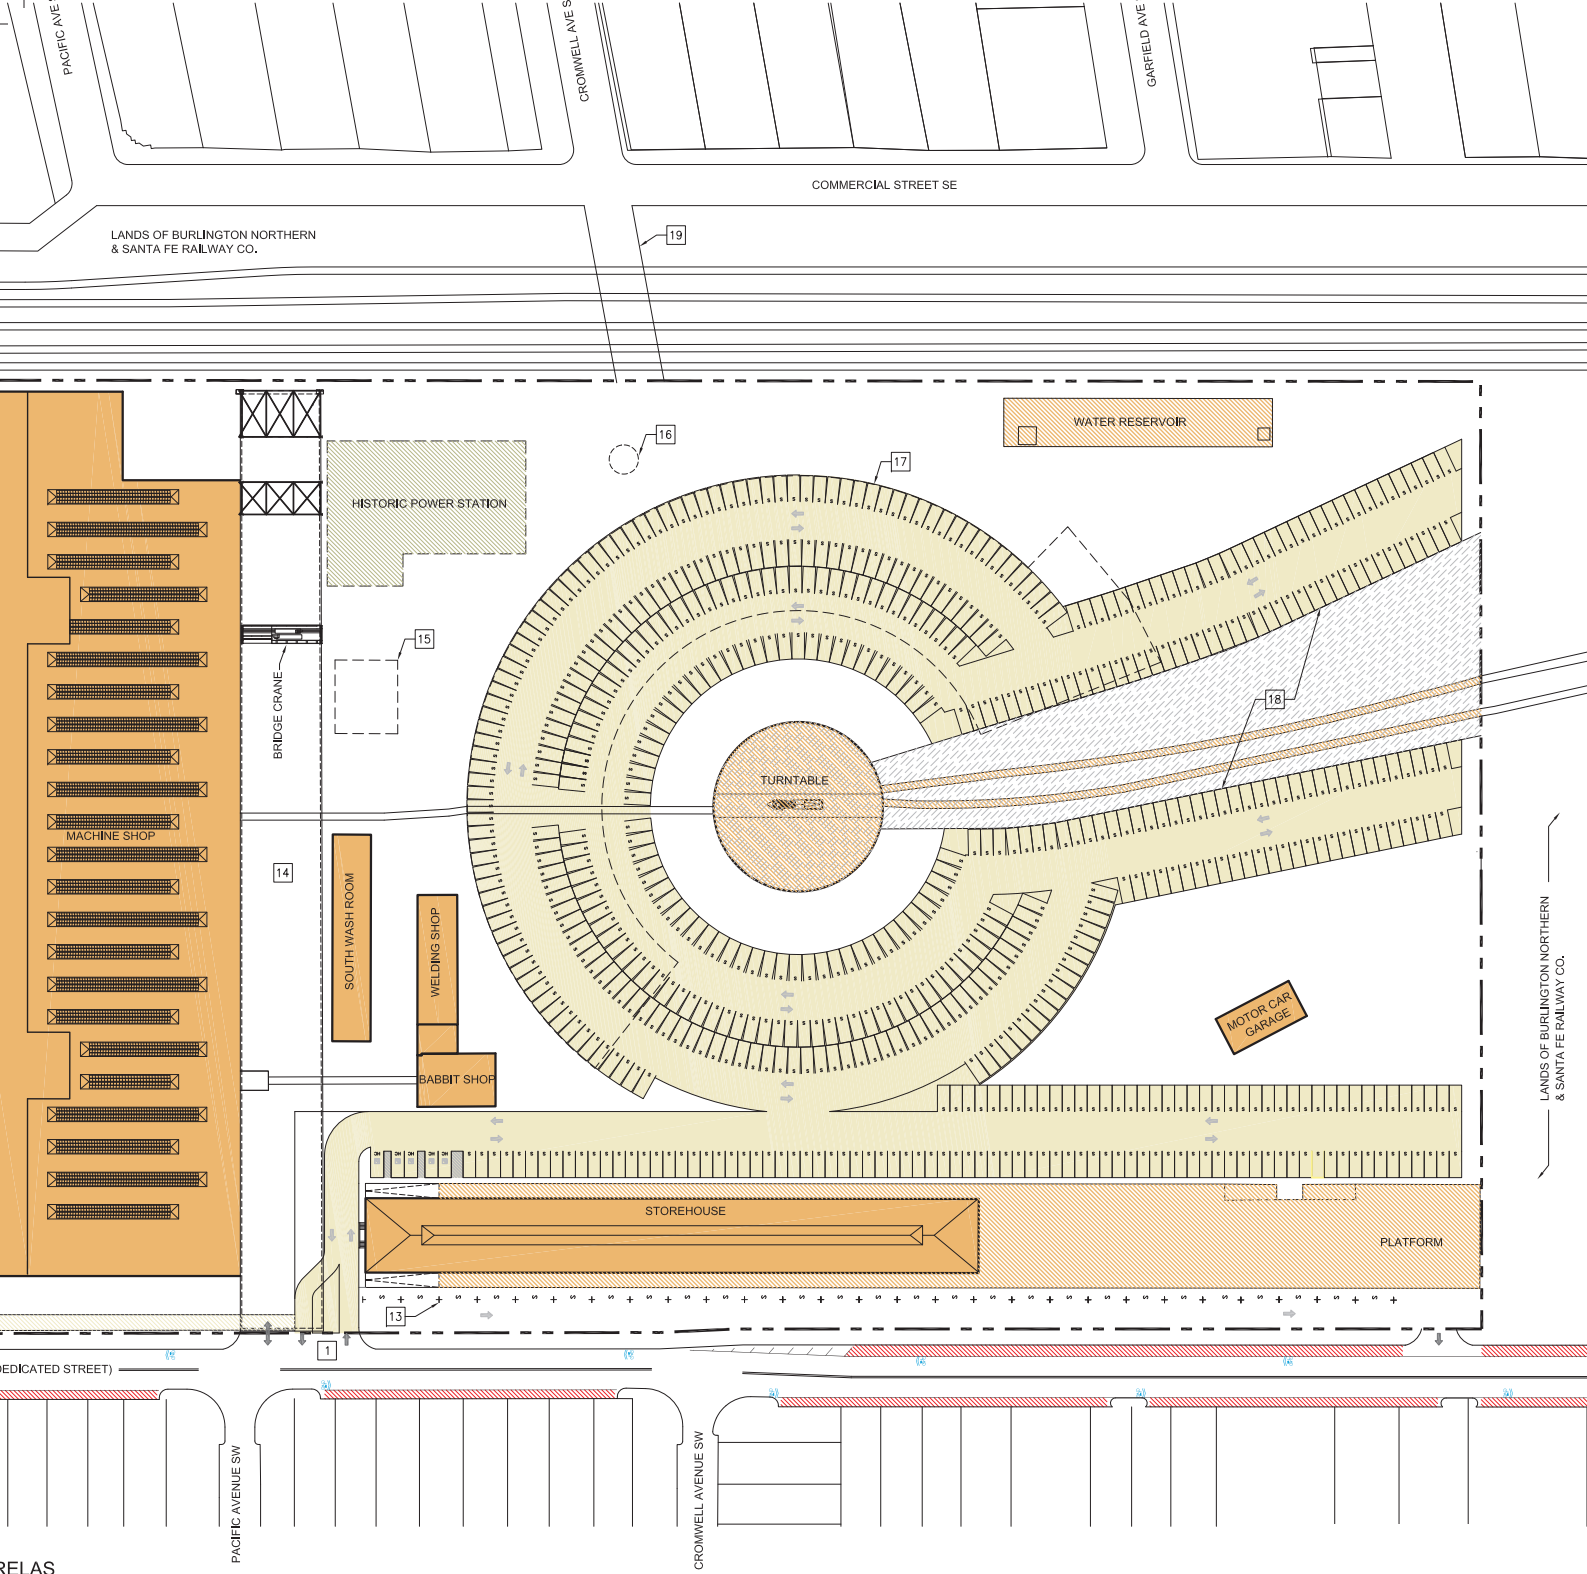 PACIFIC AVE
CROMWELL AVE S
GARFIELD AVE
COMMERCIAL STREET SE
LANDS OF BURLINGTON NORTHERN
& SANTA FE RAILWAY CO.
19
WATER RESERVOIR
16
17
HISTORIC POWER STATION
15
BRIDGE CRANE
18
TURNTABLE
MACHINE SHOP
14
SOUTH WASH ROOM
WELDING SHOP
BABBIT SHOP
MOTOR CAR
GARAGE
LANDS OF BURLINGTON NORTHERN
& SANTA FE RAILWAY CO.
STOREHOUSE
PLATFORM
13
1
DEDICATED STREET)
PACIFIC AVENUE SW
CROMWELL AVENUE SW
RELAS